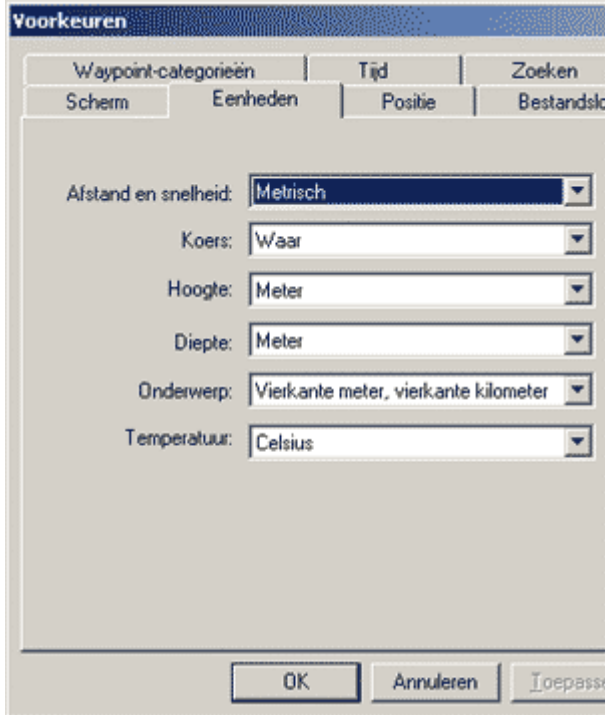 Voorkeuren
Waypoint-categorieën Tijd Zoeken
Scherm Eenheden Positie
Afstand en snelheid: Metrisch
Koers: Waar
Hoogte: Meter
Diepte: Meter
Onderwerp: Vierkante meter, vierkante kilometer
Temperatuur: Celsius
OK Annuleren